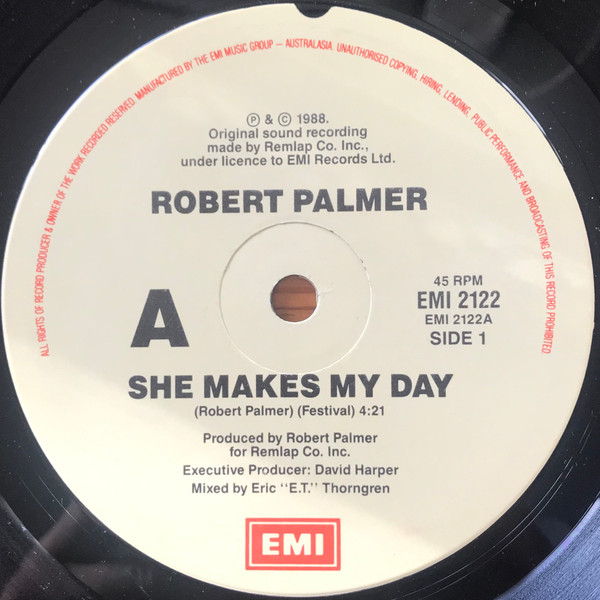 ALL RIGHTS OF RECORD PRODUCER & OWNER OF THE WORK RECORDED RESERVED. MANUFACTURED BY THE EMI MUSIC GROUP – AUSTRALASIA UNAUTHORISED COPYING, HIRING, LENDING, PUBLIC PERFORMANCE AND BROADCASTING OF THIS RECORD PROHIBITED
℗ & © 1988.
Original sound recording
made by Remlap Co. Inc.,
under licence to EMI Records Ltd.
ROBERT PALMER
A
45 RPM
EMI 2122
EMI 2122A
SIDE 1
SHE MAKES MY DAY
(Robert Palmer) (Festival) 4:21
Produced by Robert Palmer
for Remlap Co. Inc.
Executive Producer: David Harper
Mixed by Eric "E.T." Thorngren
EMI